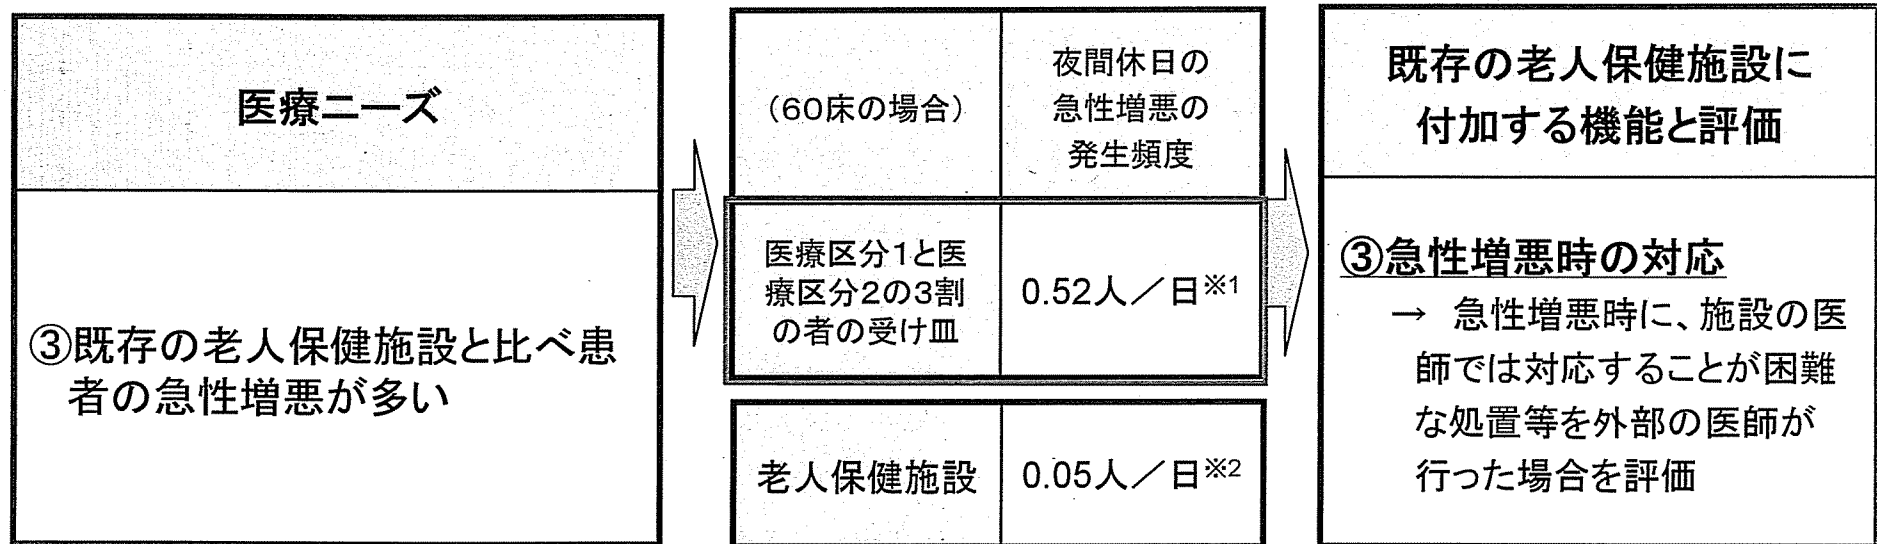 医療ニーズ
③既存の老人保健施設と比べ患
者の急性増悪が多い
（60床の場合）
夜間休日の
急性増悪の
発生頻度
医療区分1と医
療区分2の3割
の者の受け皿
0.52人／日※1
老人保健施設
0.05人／日※2
既存の老人保健施設に
付加する機能と評価
③急性増悪時の対応
→ 急性増悪時に、施設の医
師では対応することが困難
な処置等を外部の医師が
行った場合を評価